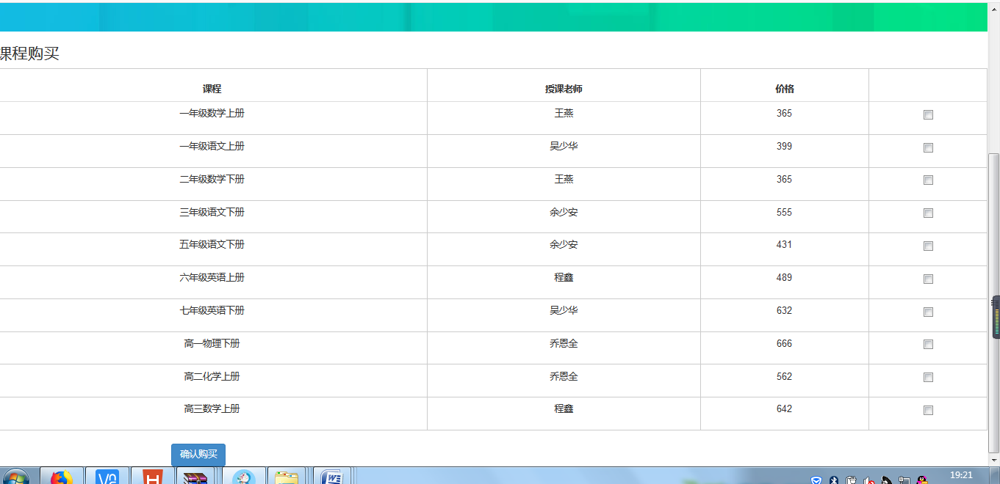 课程购买
课程 授课老师 价格
一年级数学上册 王燕 365
一年级语文上册 吴少华 399
二年级数学下册 王燕 365
三年级语文下册 余少安 555
五年级语文下册 余少安 431
六年级英语上册 程鑫 489
七年级英语下册 吴少华 632
高一物理下册 乔恩全 666
高二化学上册 乔恩全 562
高三数学上册 程鑫 642
确认购买
19:21